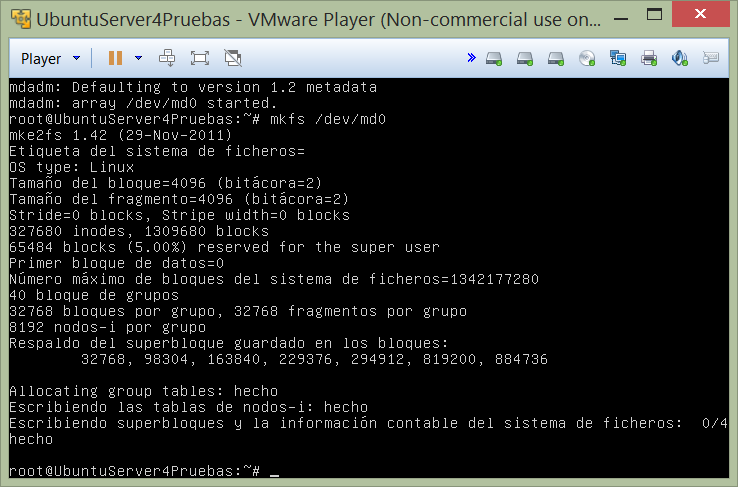 UbuntuServer4Pruebas - VMware Player (Non-commercial use on...
Player
mdadm: Defaulting to version 1.2 metadata
mdadm: array /dev/md0 started.
root@UbuntuServer4Pruebas:~# mkfs /dev/md0
mke2fs 1.42 (29-Nov-2011)
Etiqueta del sistema de ficheros=
OS type: Linux
Tamaño del bloque=4096 (bitácora=2)
Tamaño del fragmento=4096 (bitácora=2)
Stride=0 blocks, Stripe width=0 blocks
327680 inodes, 1309680 blocks
65484 blocks (5.00%) reserved for the super user
Primer bloque de datos=0
Número máximo de bloques del sistema de ficheros=1342177280
40 bloque de grupos
32768 bloques por grupo, 32768 fragmentos por grupo
8192 nodos-i por grupo
Respaldo del superbloque guardado en los bloques:
32768, 98304, 163840, 229376, 294912, 819200, 884736
Allocating group tables: hecho
Escribiendo las tablas de nodos-i: hecho
Escribiendo superbloques y la información contable del sistema de ficheros:  0/4
hecho
root@UbuntuServer4Pruebas:~# _